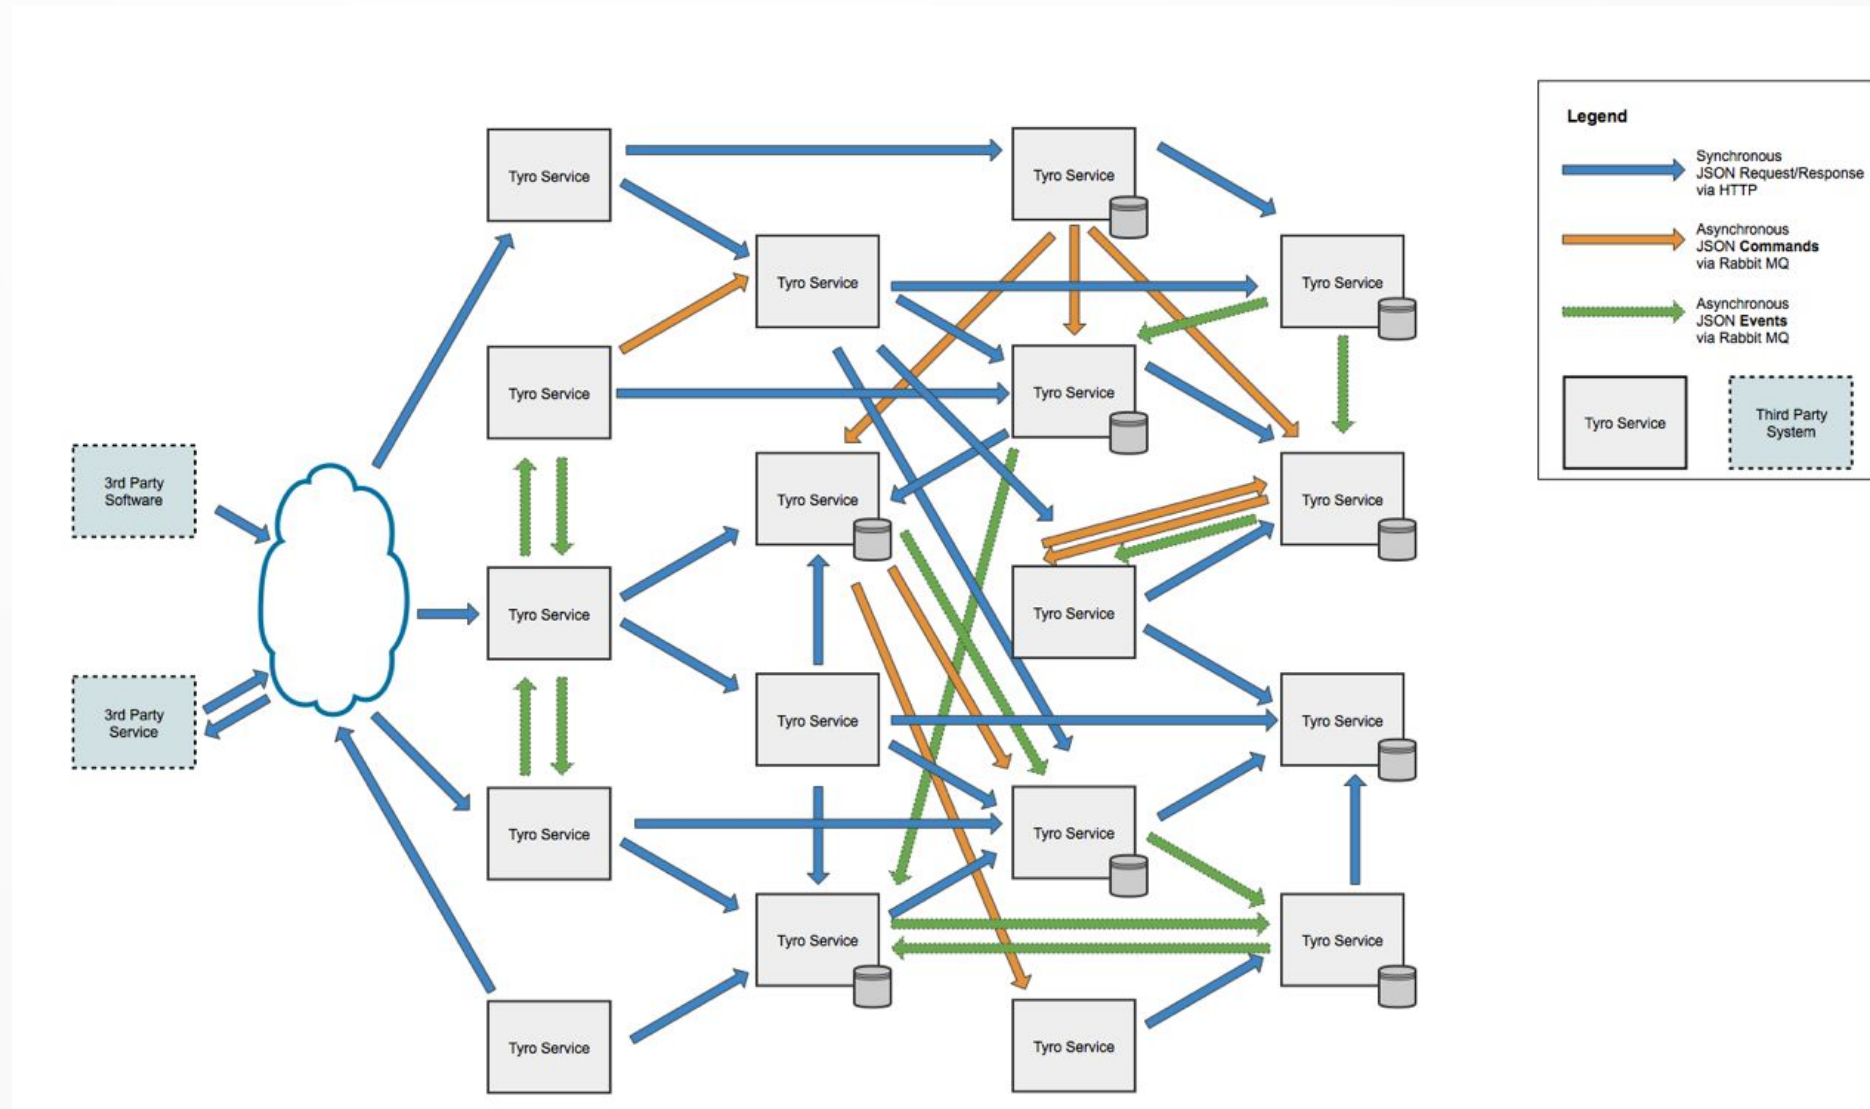 Tyro Service
Tyro Service
Tyro Service
Tyro Service
Tyro Service
Tyro Service
Tyro Service
3rd Party
Software
Tyro Service
Tyro Service
Tyro Service
Tyro Service
3rd Party
Service
Tyro Service
Tyro Service
Tyro Service
Tyro Service
Tyro Service
Tyro Service
Tyro Service
Tyro Service
Legend
Synchronous
JSON Request/Response
via HTTP
Asynchronous
JSON Commands
via Rabbit MQ
Asynchronous
JSON Events
via Rabbit MQ
Tyro Service
Third Party
System